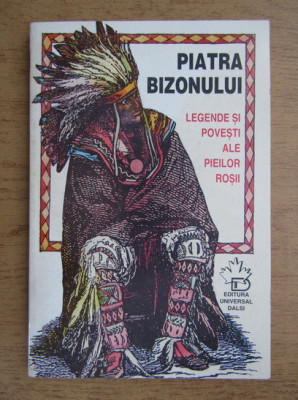 PIATRA
BIZONULUI
LEGENDE ȘI
POVEȘTI
ALE
PIEILOR
ROȘII
EDITURA
UNIVERSAL
DALSI